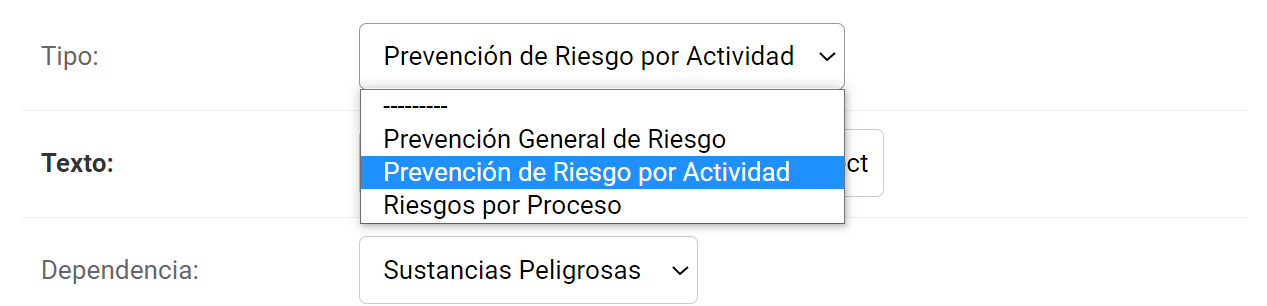 Tipo:
Prevención de Riesgo por Actividad
---------
Prevención General de Riesgo
Prevención de Riesgo por Actividad
Riesgos por Proceso
Texto:
ct
Dependencia:
Sustancias Peligrosas